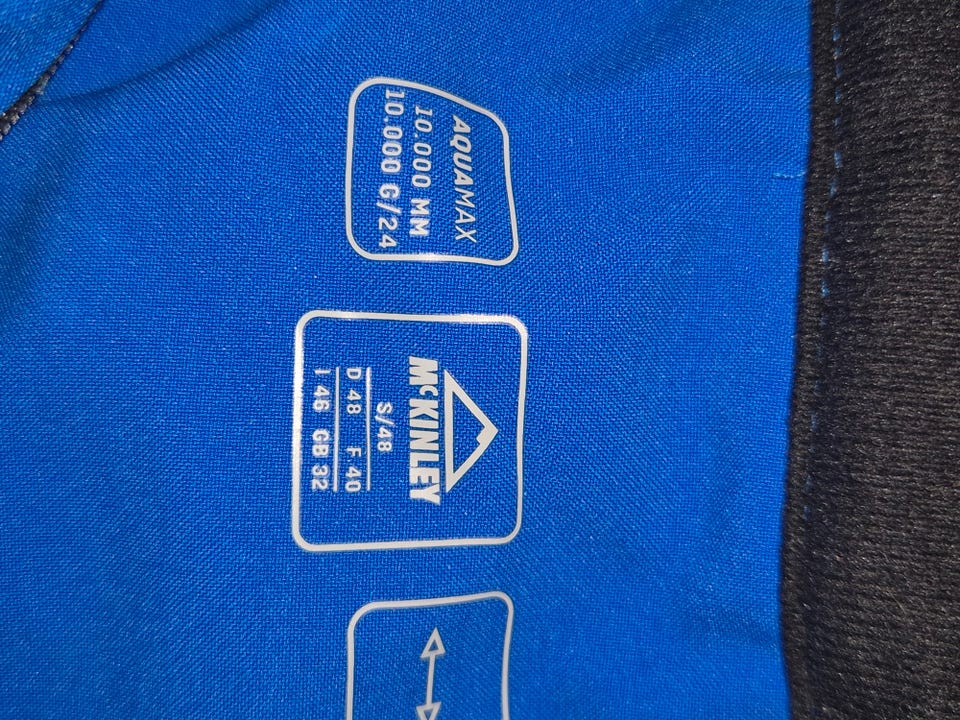 AQUAMAX
10.000 MM
10.000 G/24
McKINLEY
S/48
D 48 F 40
I 46 GB 32